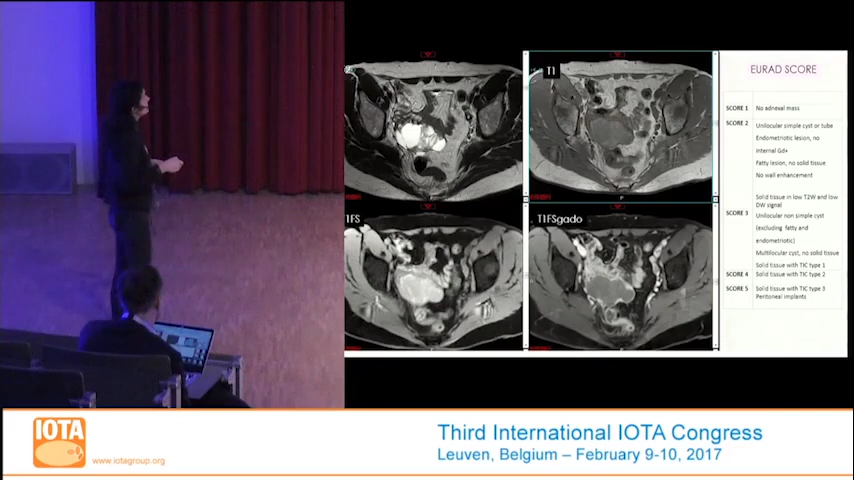 T1
1FS
T1FSgado
P
EURAD SCORE
SCORE 1 No adnexal mass
SCORE 2 Unilocular simple cyst or tube
Endometriotic lesion, no
internal Gd+
Fatty lesion, no solid tissue
No wall enhancement
Solid tissue in low T2W and low
DW signal
SCORE 3 Unilocular non simple cyst
(excluding fatty and
endometriotic)
Multilocular cyst, no solid tissue
Solid tissue with TIC type 1
SCORE 4 Solid tissue with TIC type 2
SCORE 5 Solid tissue with TIC type 3
Peritoneal implants
IOTA
www.iotagroup.org
Third International IOTA Congress
Leuven, Belgium – February 9-10, 2017